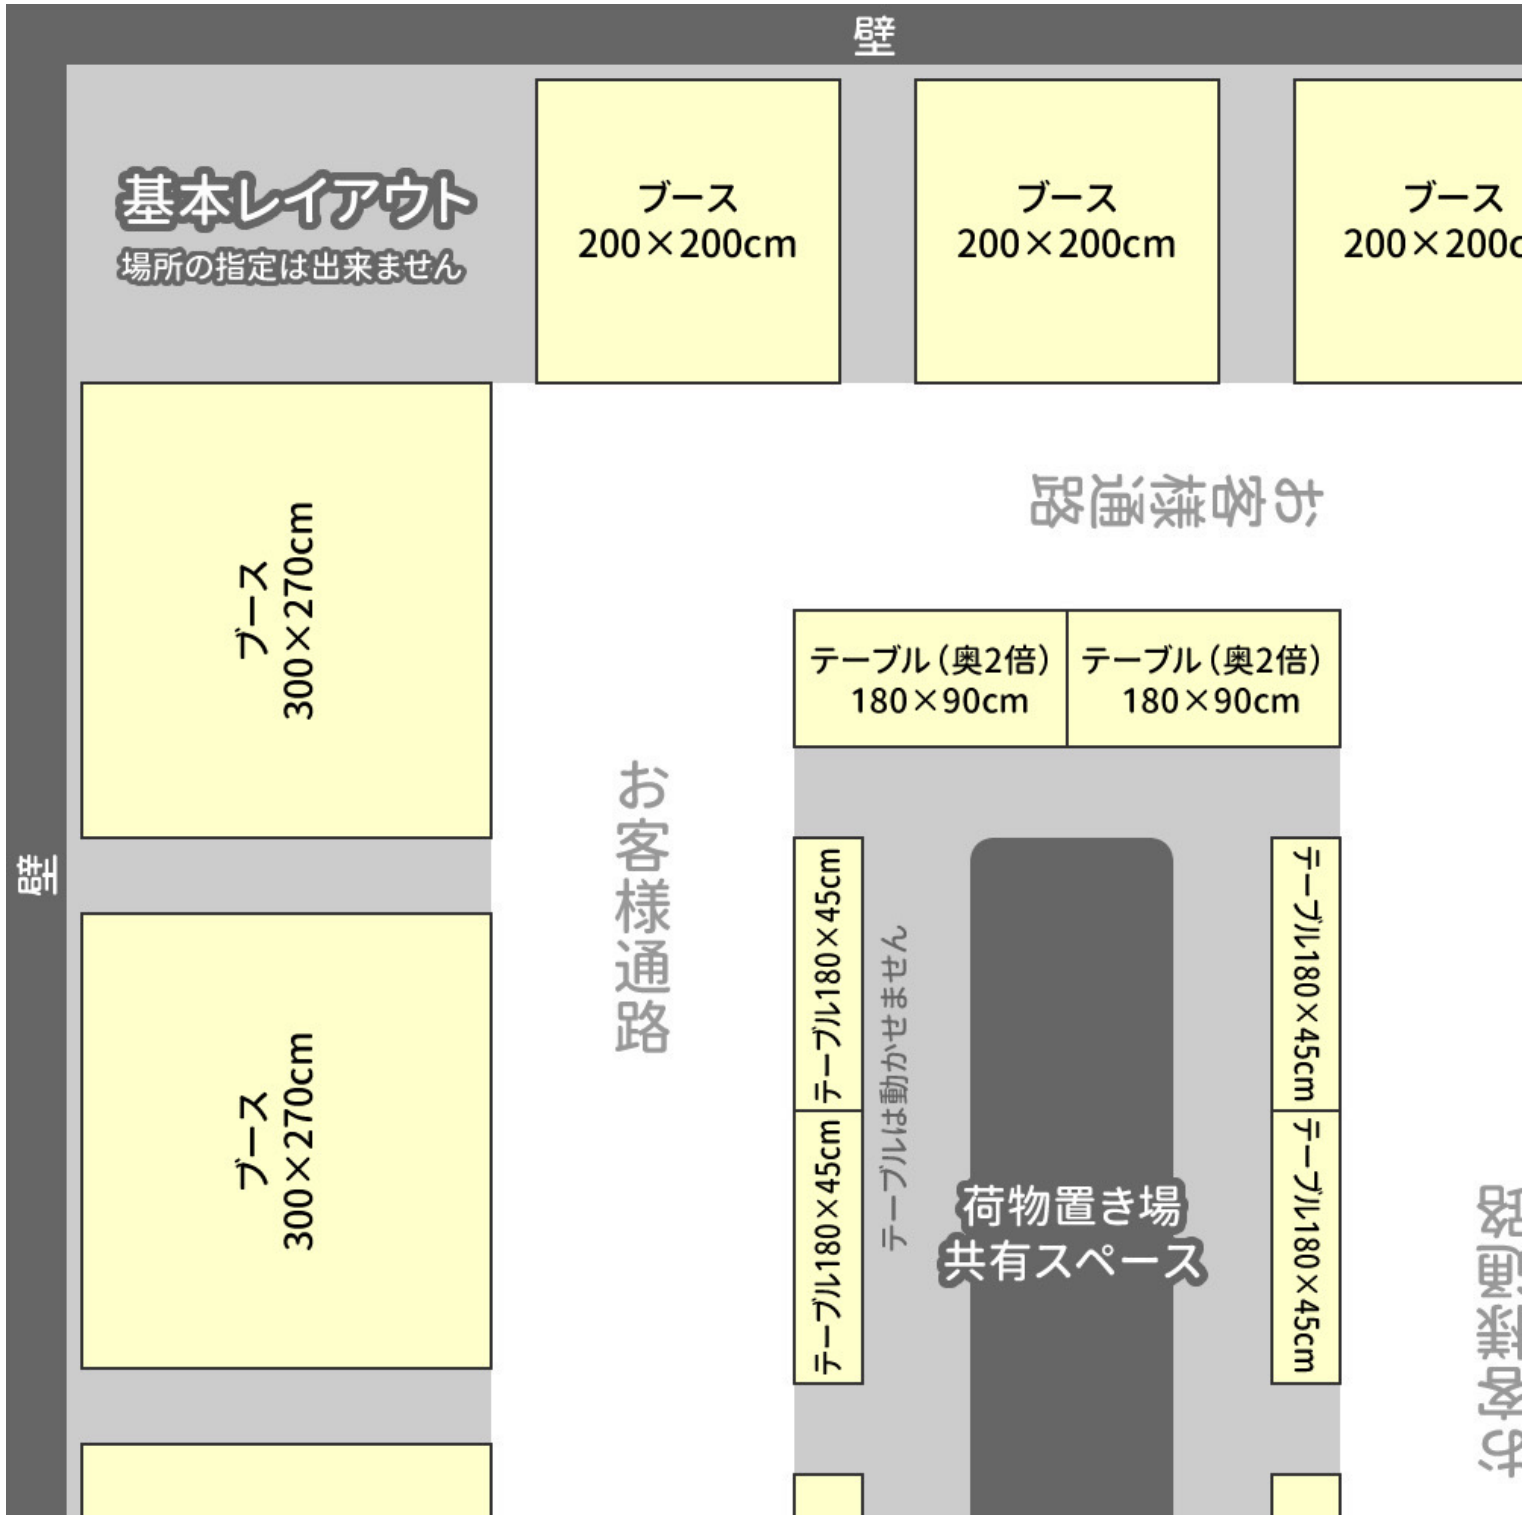 壁
基本レイアウト
場所の指定は出来ません
ブース
200×200cm
ブース
200×200cm
ブース
200×200c
お客様通路
ブース
300×270cm
テーブル（奥2倍）
180×90cm
テーブル（奥2倍）
180×90cm
お客様通路
壁
テーブル180×45cm
テーブルは動かせません
テーブル180×45cm
ブース
300×270cm
テーブル180×45cm
荷物置き場
共有スペース
テーブル180×45cm
お客様通路